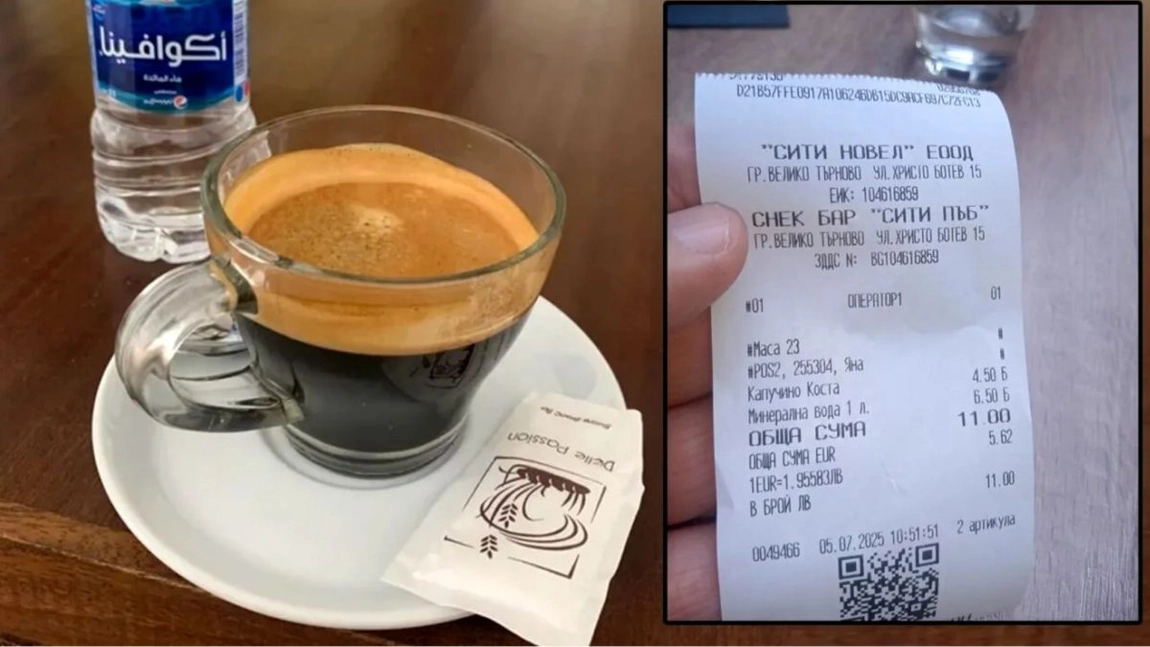 أكوافينا
ماء المائدة
Delle Passion
D21B57FFE0917A106246DB15DC9ACF697C72FC13
"СИТИ НОВЕЛ" ЕООД
ГР.ВЕЛИКО ТЪРНОВО УЛ.ХРИСТО БОТЕВ 15
ЕИК: 104616859
СНЕК БАР "СИТИ ПЪБ"
ГР.ВЕЛИКО ТЪРНОВО УЛ.ХРИСТО БОТЕВ 15
ЗДДС N: BG104616859
#01 ОПЕРАТОР1 01
#Маса 23 #
#POS2, 255304, Яна #
Капучино Коста 4.50 Б
Минерална вода 1 л. 6.50 Б
ОБЩА СУМА 11.00
ОБЩА СУМА EUR 5.62
1EUR=1.95583ЛВ
В БРОЙ ЛВ 11.00
0049466 05.07.2025 10:51:51 2 артикула